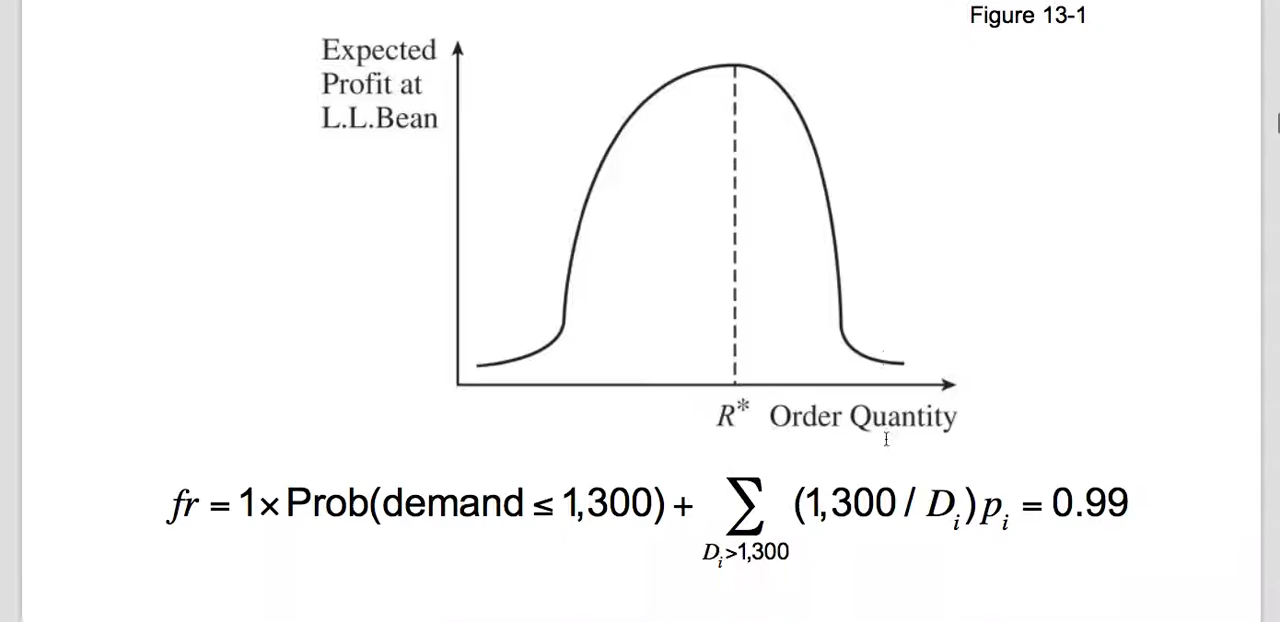 Figure 13-1
Expected
Profit at
L.L.Bean
R* Order Quantity
fr = 1×Prob(demand ≤ 1,300) + ∑ (1,300 / Dᵢ)pᵢ = 0.99
Dᵢ>1,300